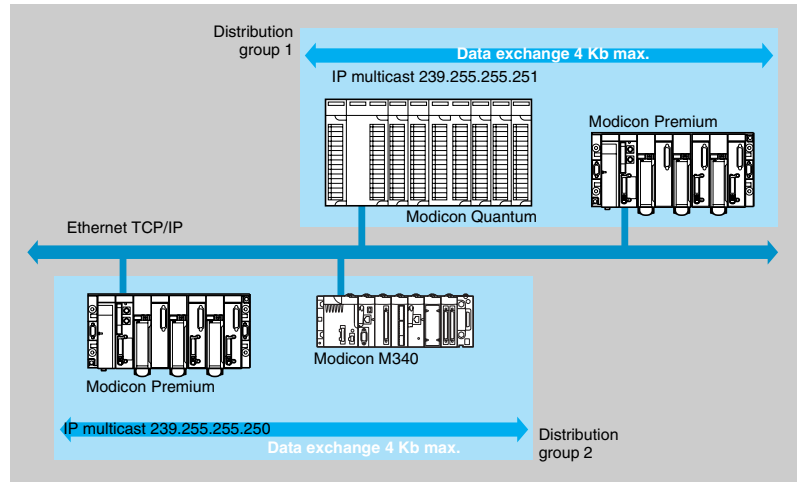 Distribution
group 1
Data exchange 4 Kb max.
IP multicast 239.255.255.251
Modicon Premium
Modicon Quantum
Ethernet TCP/IP
Modicon M340
Modicon Premium
IP multicast 239.255.255.250
Data exchange 4 Kb max.
Distribution
group 2